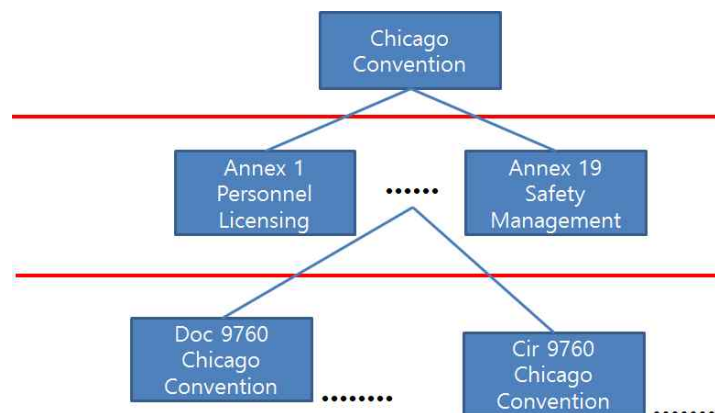 Chicago
Convention
Annex 1
Personnel
Licensing
......
Annex 19
Safety
Management
Doc 9760
Chicago
Convention
........
Cir 9760
Chicago
Convention
.......